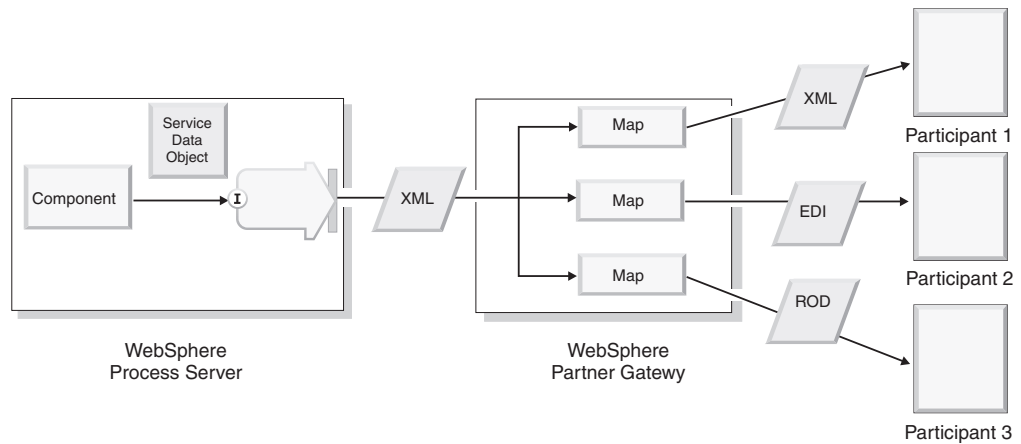 Service
Data
Object
Component
I
WebSphere
Process Server
XML
Map
Map
Map
WebSphere
Partner Gatewy
XML
EDI
ROD
Participant 1
Participant 2
Participant 3